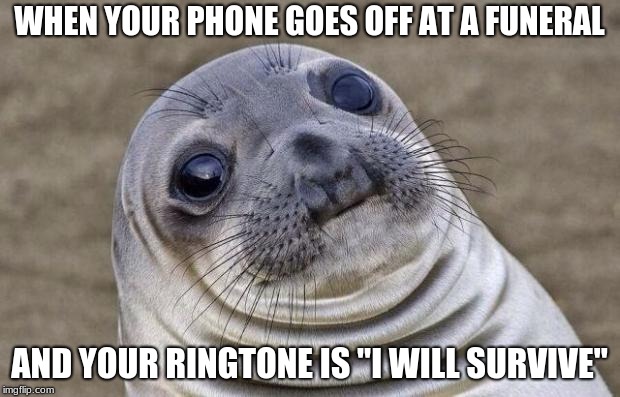 WHEN YOUR PHONE GOES OFF AT A FUNERAL
AND YOUR RINGTONE IS "I WILL SURVIVE"
imgflip.com